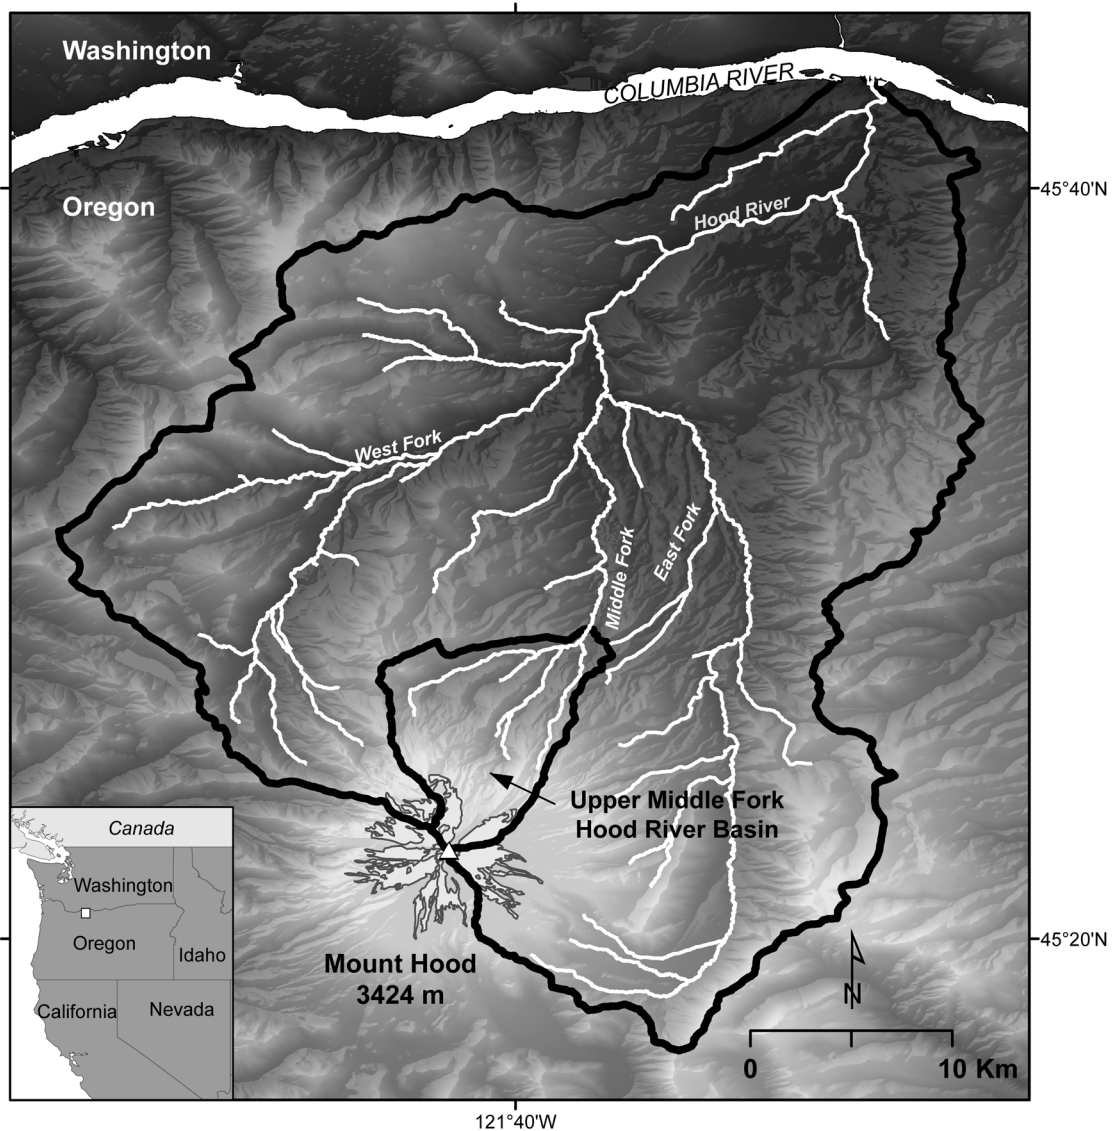 Washington
COLUMBIA RIVER
Oregon
45°40'N
Hood River
West Fork
Middle Fork
East Fork
Upper Middle Fork
Hood River Basin
Canada
Washington
Oregon
Idaho
California
Nevada
Mount Hood
3424 m
45°20'N
N
0
10 Km
121°40'W